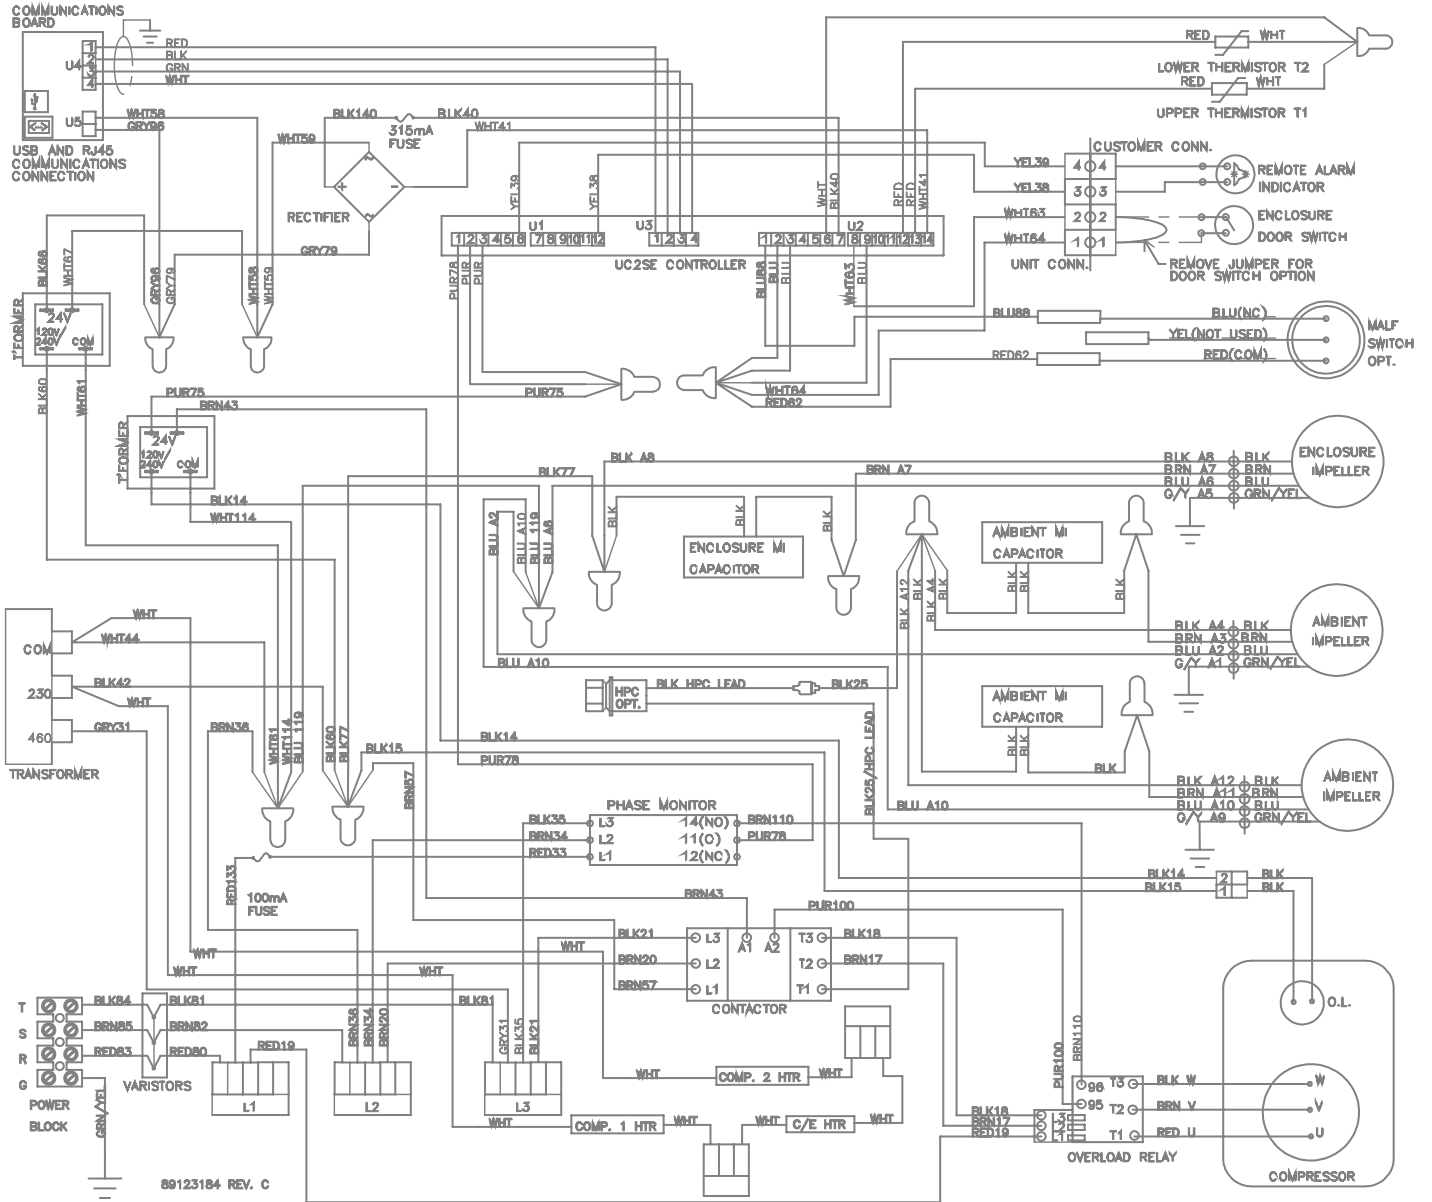 COMMUNICATIONS
BOARD
U4
1
2
3
4
RED
BLK
GRN
WHT
U5
WHT58
GRY96
USB AND RJ45
COMMUNICATIONS
CONNECTION
BLK140
315mA
FUSE
BLK40
WHT41
WHT59
RECTIFIER
+
-
GRY79
RED
WHT
LOWER THERMISTOR T2
RED
WHT
UPPER THERMISTOR T1
CUSTOMER CONN.
YEL39
4 4
YEL38
3 3
WHT63
2 2
WHT64
1 1
UNIT CONN.
REMOTE ALARM
INDICATOR
ENCLOSURE
DOOR SWITCH
REMOVE JUMPER FOR
DOOR SWITCH OPTION
YEL39
YEL38
WHT
BLK40
RED
RED
WHT41
U1
U3
U2
1 2 3 4 5 6 7 8 9 10 11 12
1 2 3 4
1 2 3 4 5 6 7 8 9 10 11 12 13 14
UC2SE CONTROLLER
PUR78
PUR
PUR
BLU88
BLU
BLU
WHT63
BLU
BLK66
WHT67
GRY96
GRY79
WHT58
WHT59
T'FORMER
24V
120V/
240V
COM
BLK60
WHT61
BLU88
BLU(NC)
YEL(NOT USED)
RED62
RED(COM)
MALF
SWITCH
OPT.
PUR75
PUR75
BRN43
WHT64
RED62
T'FORMER
24V
120V/
240V
COM
BLK14
WHT114
BLK77
BLK A8
BRN A7
BLK A8
BLK
BRN A7
BRN
BLU A6
BLU
G/Y A5
GRN/YEL
ENCLOSURE
IMPELLER
BLU A2
BLU A10
BLU 119
BLU A6
BLK
BLK
BLK
ENCLOSURE MI
CAPACITOR
AMBIENT MI
CAPACITOR
BLK A12
BLK
BLK A4
BLK
BLK
BLK
BLK
BLK A4
BLK
BRN A3
BRN
BLU A2
BLU
G/Y A1
GRN/YEL
AMBIENT
IMPELLER
COM
230
460
TRANSFORMER
WHT
WHT44
BLK42
WHT
GRY31
BRN36
WHT61
WHT114
BLU 119
BLK60
BLK77
BLK15
BRN57
BLU A10
HPC
OPT.
BLK HPC LEAD
BLK25
BLK14
PUR78
BLK25/HPC LEAD
AMBIENT MI
CAPACITOR
BLK
BLK
BLK
BLU A10
BLK A12
BLK
BRN A11
BRN
BLU A10
BLU
G/Y A9
GRN/YEL
AMBIENT
IMPELLER
PHASE MONITOR
BLK35
L3
14(NO)
BRN110
BRN34
L2
11(C)
PUR78
RED33
L1
12(NC)
RED133
100mA
FUSE
BRN43
PUR100
BLK14
2
BLK
BLK15
1
BLK
BLK21
L3
A1
A2
T3
BLK18
BRN20
L2
T2
BRN17
BRN57
L1
T1
CONTACTOR
WHT
WHT
WHT
WHT
T
BLK84
BLK81
BLK81
S
BRN85
BRN82
R
RED83
RED80
RED19
G
POWER
BLOCK
VARISTORS
GRN/YEL
BRN36
BRN34
BRN20
GRY31
BLK35
BLK21
L1
L2
L3
WHT
COMP. 2 HTR
WHT
WHT
COMP. 1 HTR
WHT
WHT
C/E HTR
WHT
O.L.
PUR100
BRN110
96
95
T3
BLK W
W
T2
BRN V
V
T1
RED U
U
BLK18
L3
BRN17
L2
RED19
L1
OVERLOAD RELAY
COMPRESSOR
89123184 REV. C